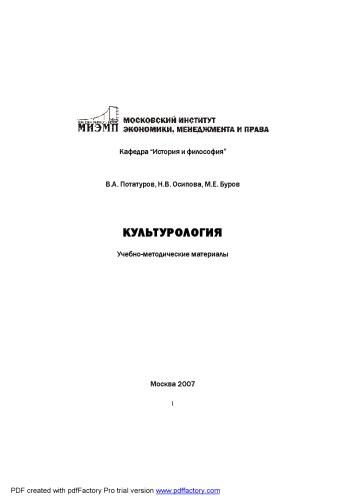 МИЭМП
МОСКОВСКИЙ ИНСТИТУТ
ЭКОНОМИКИ, МЕНЕДЖМЕНТА И ПРАВА
Кафедра "История и философия"
В.А. Потатуров, Н.В. Осипова, М.Е. Буров
КУЛЬТУРОЛОГИЯ
Учебно-методические материалы
Москва 2007
1
PDF created with pdfFactory Pro trial version www.pdffactory.com